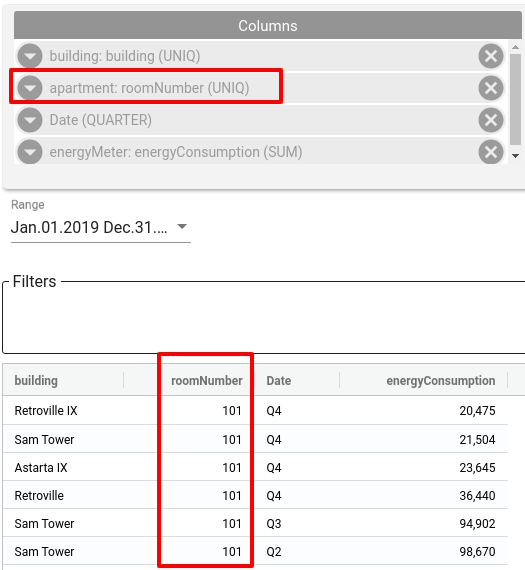 Columns
building: building (UNIQ)
apartment: roomNumber (UNIQ)
Date (QUARTER)
energyMeter: energyConsumption (SUM)
Range
Jan.01.2019 Dec.31....
Filters
building roomNumber Date energyConsumption
Retroville IX 101 Q4 20,475
Sam Tower 101 Q4 21,504
Astarta IX 101 Q4 23,645
Retroville 101 Q4 36,440
Sam Tower 101 Q3 94,902
Sam Tower 101 Q2 98,670